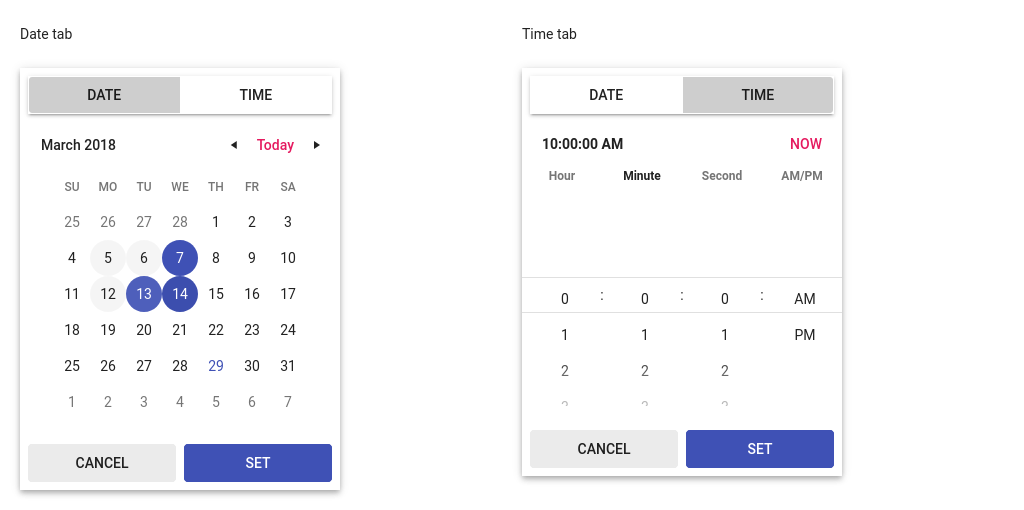 Date tab
DATE TIME
March 2018 ◄ Today ►
SU MO TU WE TH FR SA
25 26 27 28 1 2 3
4 5 6 7 8 9 10
11 12 13 14 15 16 17
18 19 20 21 22 23 24
25 26 27 28 29 30 31
1 2 3 4 5 6 7
CANCEL SET
Time tab
DATE TIME
10:00:00 AM NOW
Hour Minute Second AM/PM
0 : 0 : 0 : AM
1 1 1 PM
2 2 2
CANCEL SET